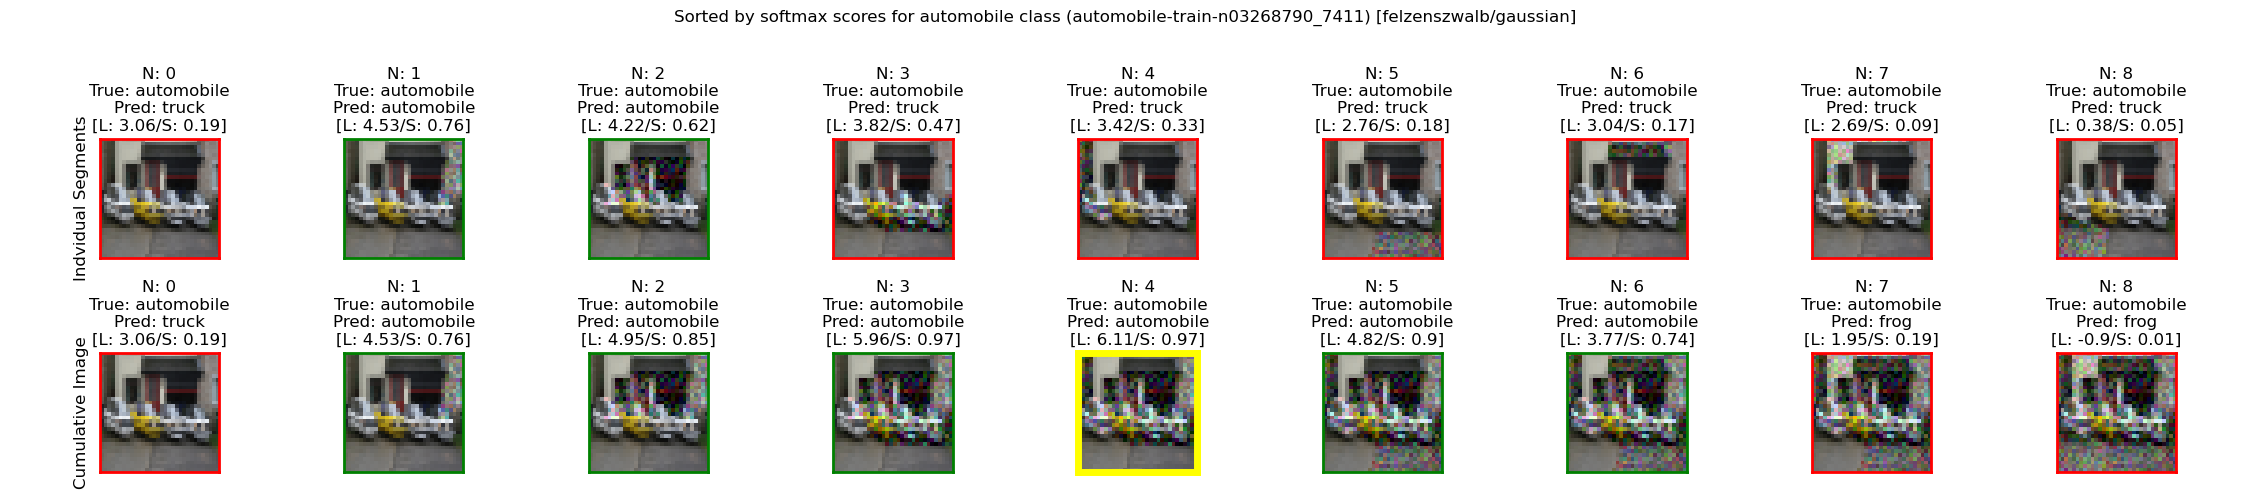 Sorted by softmax scores for automobile class (automobile-train-n03268790_7411) [felzenszwalb/gaussian]
Indvidual Segments
N: 0
True: automobile
Pred: truck
[L: 3.06/S: 0.19]
N: 1
True: automobile
Pred: automobile
[L: 4.53/S: 0.76]
N: 2
True: automobile
Pred: automobile
[L: 4.22/S: 0.62]
N: 3
True: automobile
Pred: truck
[L: 3.82/S: 0.47]
N: 4
True: automobile
Pred: truck
[L: 3.42/S: 0.33]
N: 5
True: automobile
Pred: truck
[L: 2.76/S: 0.18]
N: 6
True: automobile
Pred: truck
[L: 3.04/S: 0.17]
N: 7
True: automobile
Pred: truck
[L: 2.69/S: 0.09]
N: 8
True: automobile
Pred: truck
[L: 0.38/S: 0.05]
Cumulative Image
N: 0
True: automobile
Pred: truck
[L: 3.06/S: 0.19]
N: 1
True: automobile
Pred: automobile
[L: 4.53/S: 0.76]
N: 2
True: automobile
Pred: automobile
[L: 4.95/S: 0.85]
N: 3
True: automobile
Pred: automobile
[L: 5.96/S: 0.97]
N: 4
True: automobile
Pred: automobile
[L: 6.11/S: 0.97]
N: 5
True: automobile
Pred: automobile
[L: 4.82/S: 0.9]
N: 6
True: automobile
Pred: automobile
[L: 3.77/S: 0.74]
N: 7
True: automobile
Pred: frog
[L: 1.95/S: 0.19]
N: 8
True: automobile
Pred: frog
[L: -0.9/S: 0.01]